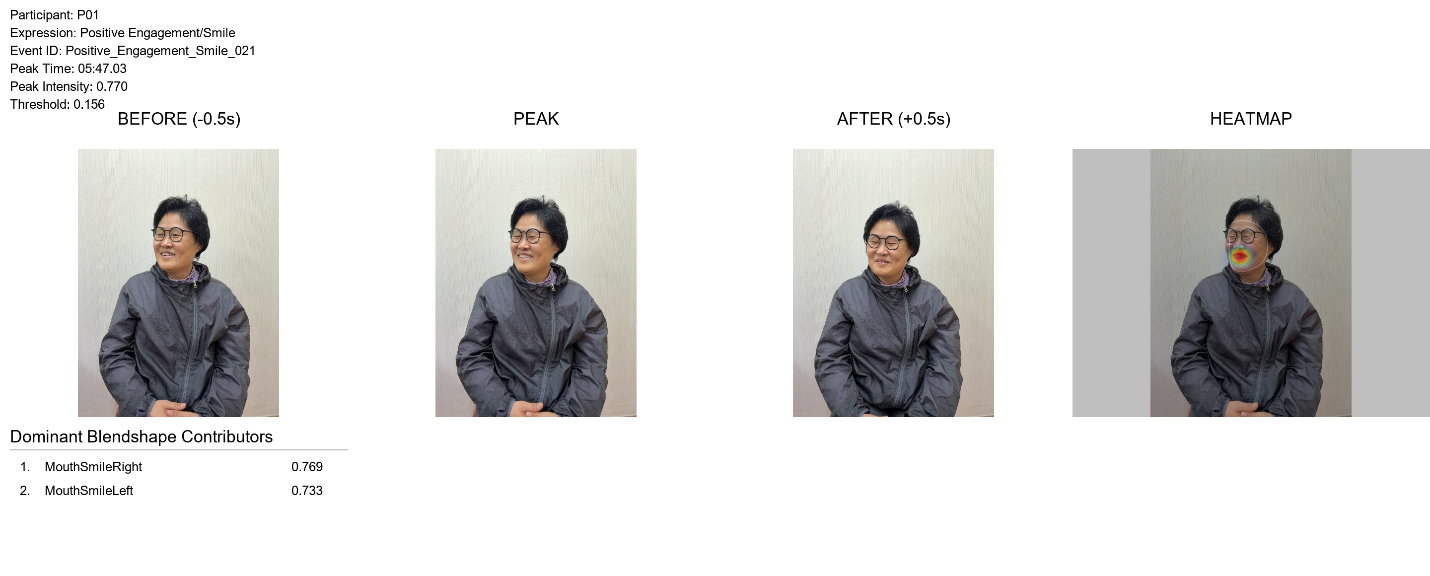 Participant: P01
Expression: Positive Engagement/Smile
Event ID: Positive_Engagement_Smile_021
Peak Time: 05:47.03
Peak Intensity: 0.770
Threshold: 0.156
BEFORE (-0.5s)
PEAK
AFTER (+0.5s)
HEATMAP
Dominant Blendshape Contributors
1. MouthSmileRight 0.769
2. MouthSmileLeft 0.733